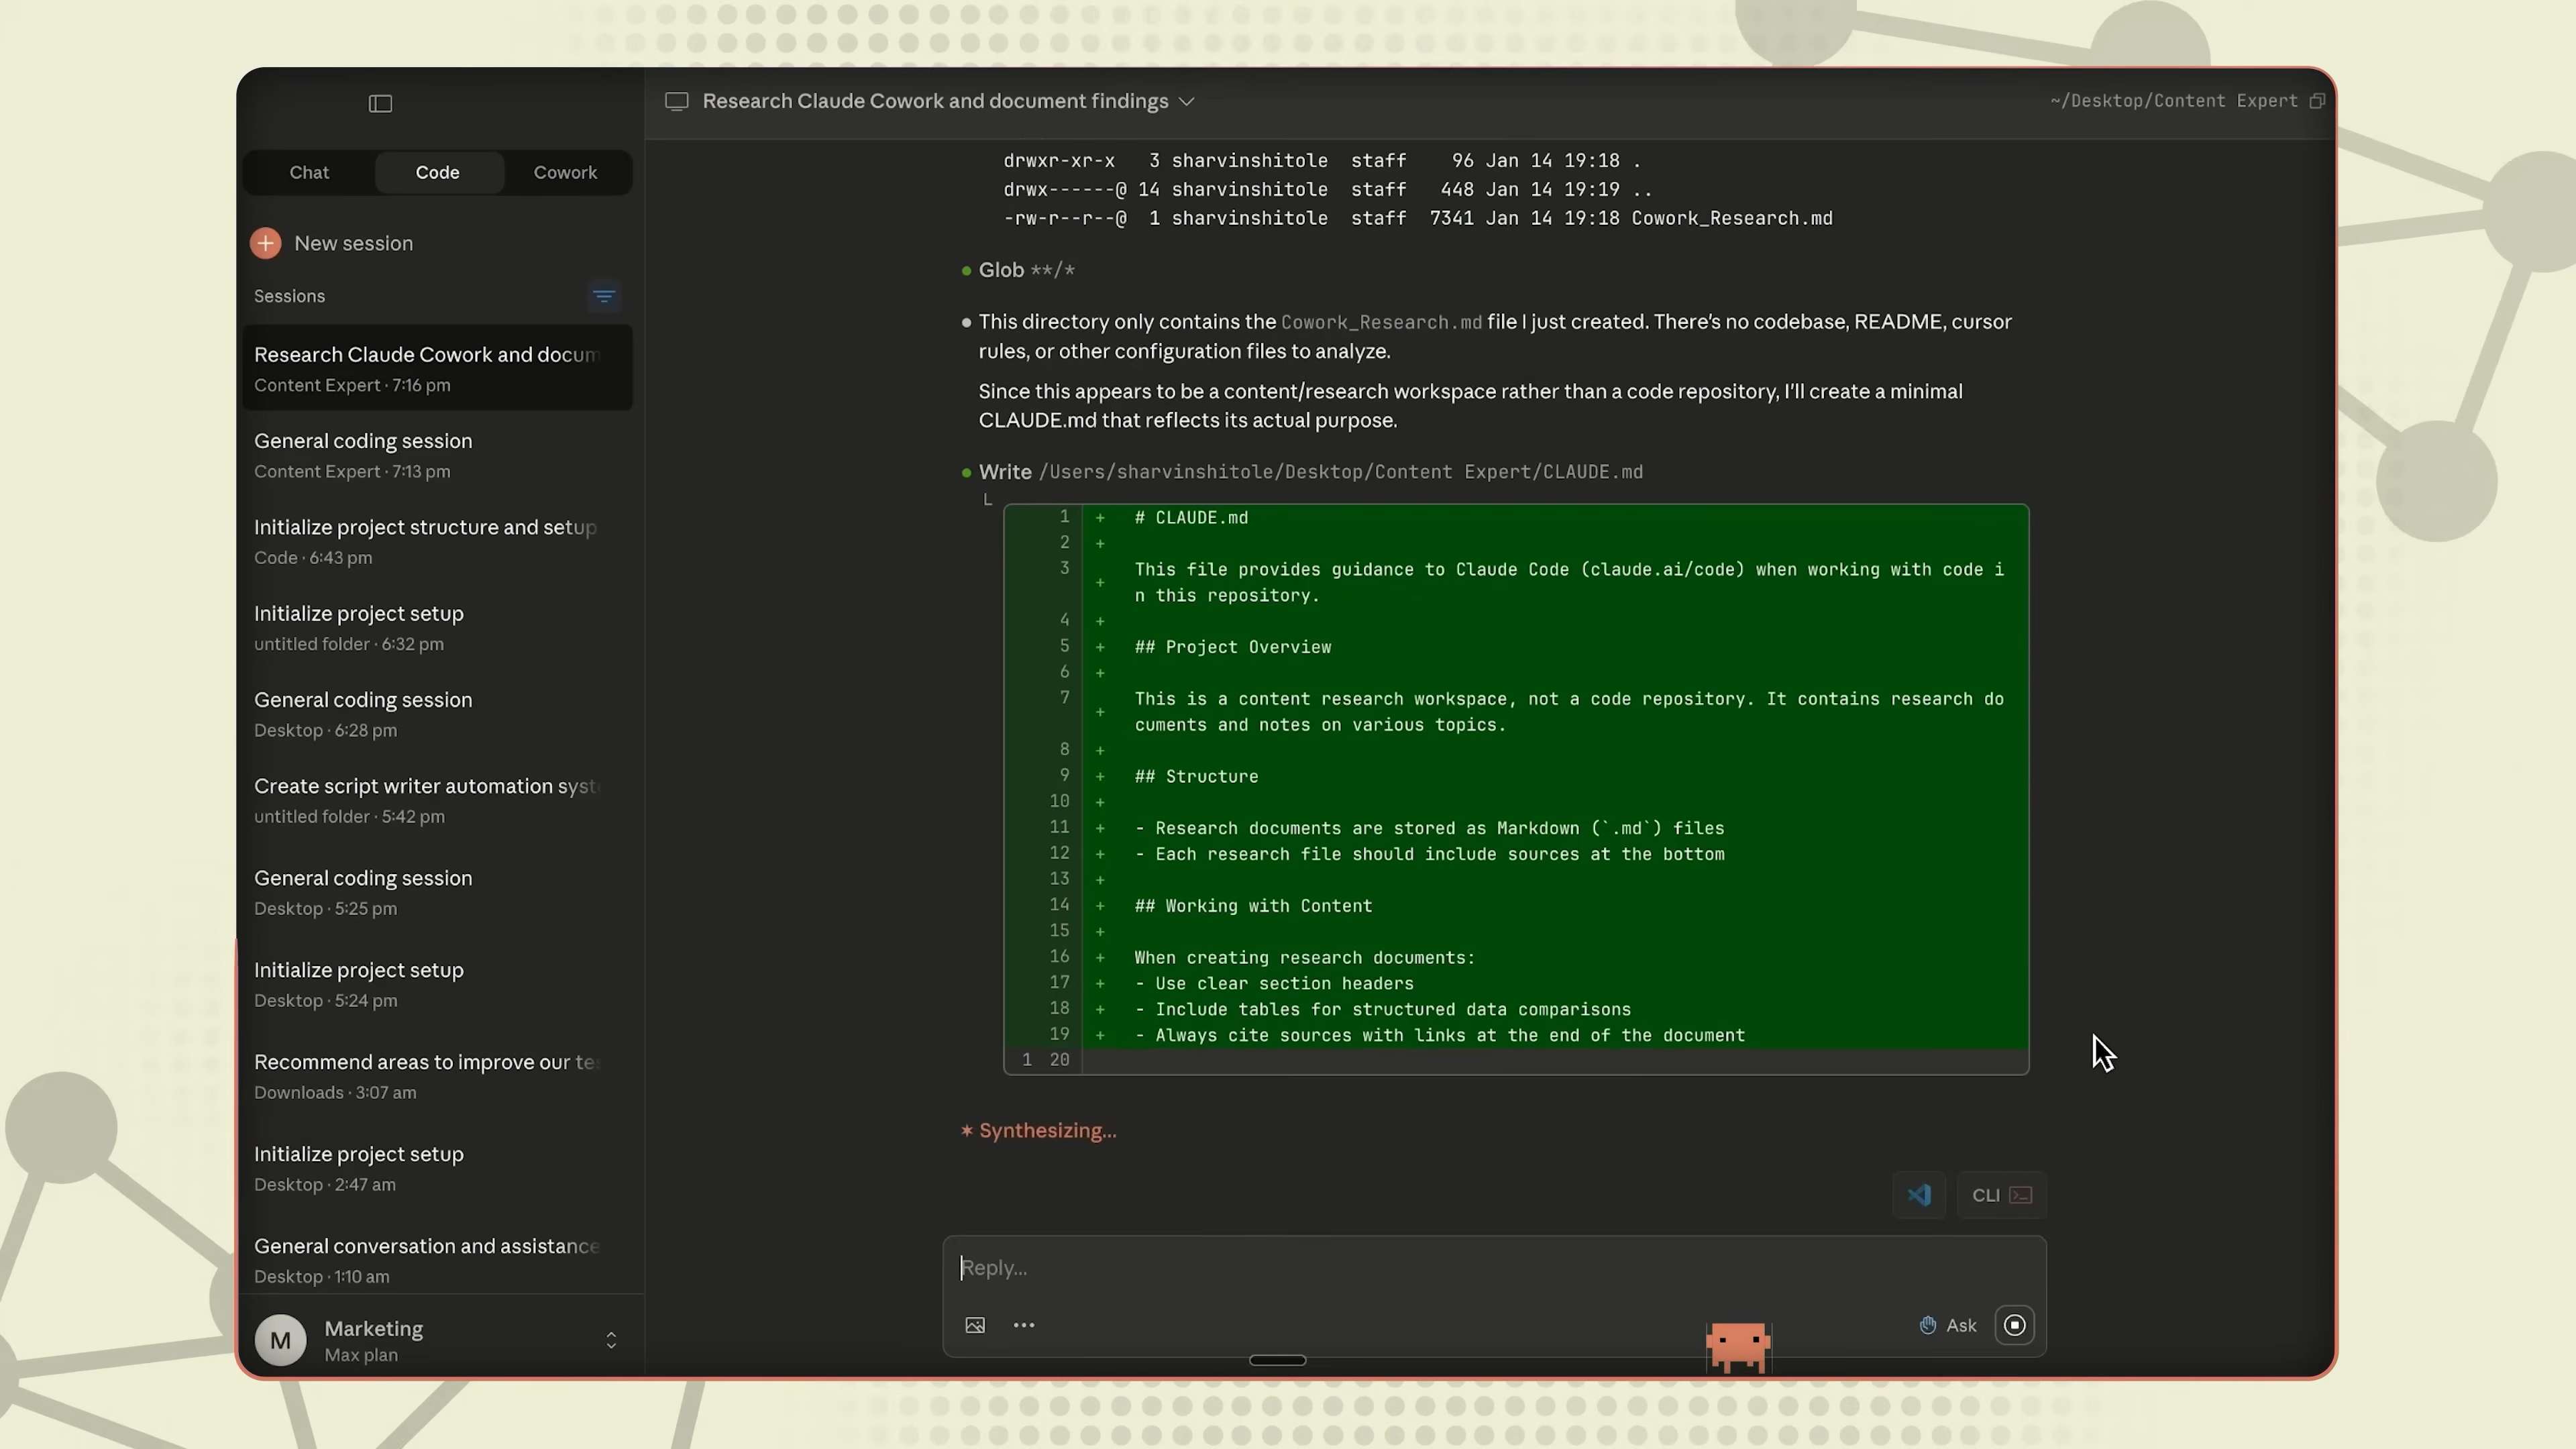 Chat Code Cowork
New session
Sessions
Research Claude Cowork and docum
Content Expert · 7:16 pm
General coding session
Content Expert · 7:13 pm
Initialize project structure and setup
Code · 6:43 pm
Initialize project setup
untitled folder · 6:32 pm
General coding session
Desktop · 6:28 pm
Create script writer automation syst
untitled folder · 5:42 pm
General coding session
Desktop · 5:25 pm
Initialize project setup
Desktop · 5:24 pm
Recommend areas to improve our te
Downloads · 3:07 am
Initialize project setup
Desktop · 2:47 am
General conversation and assistance
Desktop · 1:10 am
M
Marketing
Max plan
Research Claude Cowork and document findings
~/Desktop/Content Expert
drwxr-xr-x 3 sharvinshitole staff 96 Jan 14 19:18 .
drwx------@ 14 sharvinshitole staff 448 Jan 14 19:19 ..
-rw-r--r--@ 1 sharvinshitole staff 7341 Jan 14 19:18 Cowork_Research.md
Glob **/*
This directory only contains the Cowork_Research.md file I just created. There's no codebase, README, cursor
rules, or other configuration files to analyze.
Since this appears to be a content/research workspace rather than a code repository, I'll create a minimal
CLAUDE.md that reflects its actual purpose.
Write /Users/sharvinshitole/Desktop/Content Expert/CLAUDE.md
1 + # CLAUDE.md
2 +
3 + This file provides guidance to Claude Code (claude.ai/code) when working with code i
n this repository.
4 +
5 + ## Project Overview
6 +
7 + This is a content research workspace, not a code repository. It contains research do
cuments and notes on various topics.
8 +
9 + ## Structure
10 +
11 + - Research documents are stored as Markdown (`.md`) files
12 + - Each research file should include sources at the bottom
13 +
14 + ## Working with Content
15 +
16 + When creating research documents:
17 + - Use clear section headers
18 + - Include tables for structured data comparisons
19 + - Always cite sources with links at the end of the document
1 20
Synthesizing...
CLI
Reply...
Ask